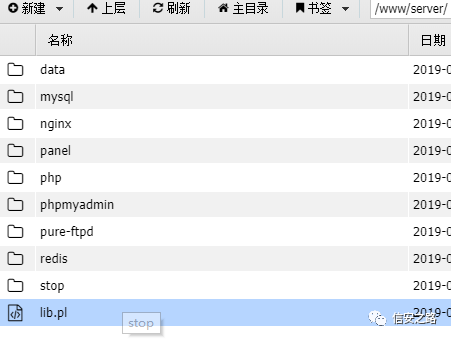 新建 上层 刷新 主目录 书签 /www/server/
名称 日期
data 2019-0
mysql 2019-0
nginx 2019-0
panel 2019-0
php 2019-0
phpmyadmin 2019-0
pure-ftpd 2019-0
redis 2019-0
stop 2019-0
lib.pl 2019-0
stop
信安之路